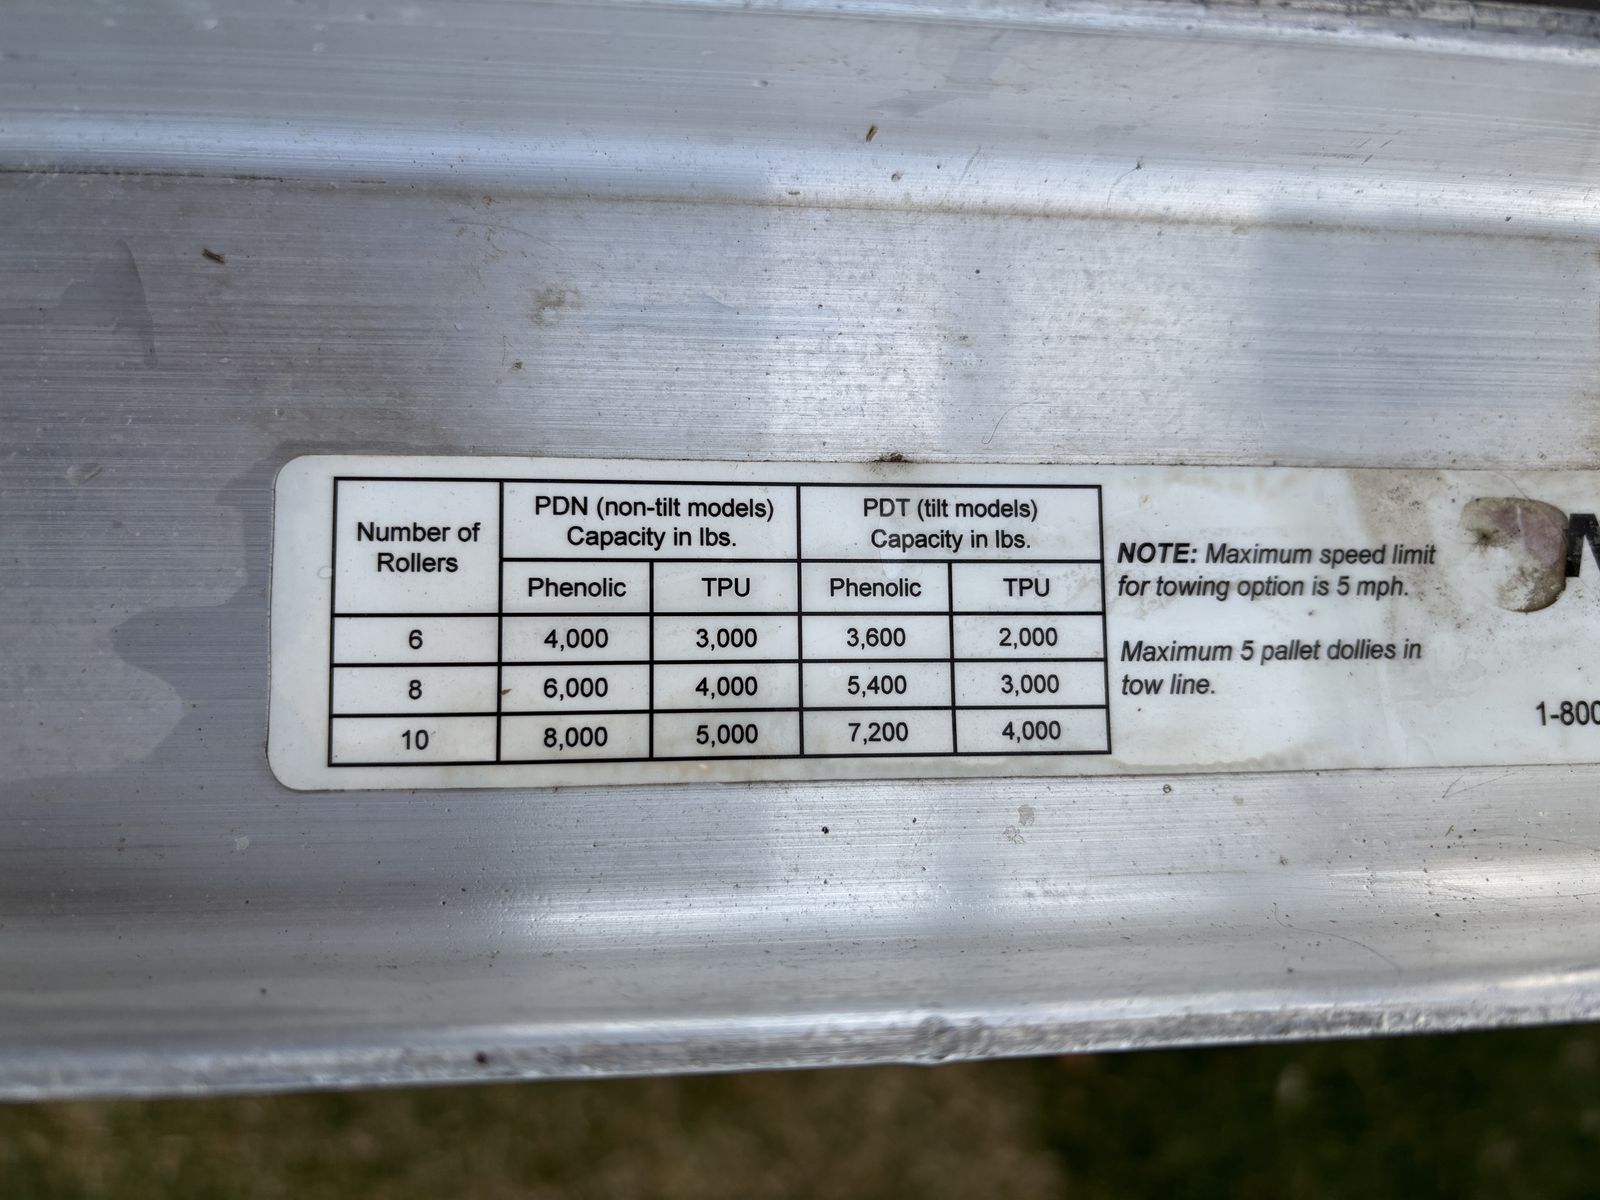 Number of
Rollers
PDN (non-tilt models)
Capacity in lbs.
PDT (tilt models)
Capacity in lbs.
Phenolic TPU Phenolic TPU
6 4,000 3,000 3,600 2,000
8 6,000 4,000 5,400 3,000
10 8,000 5,000 7,200 4,000
NOTE: Maximum speed limit
for towing option is 5 mph.
Maximum 5 pallet dollies in
tow line.
1-800